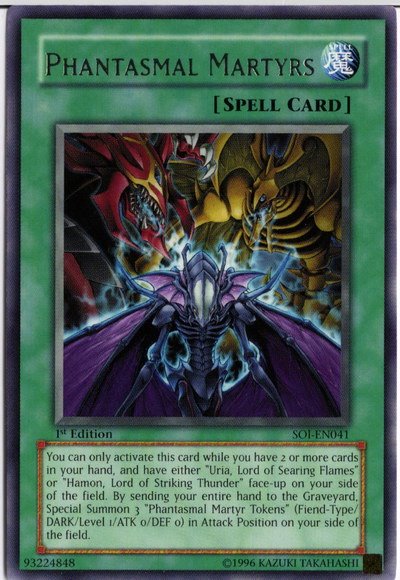 PHANTASMAL MARTYRS
SPELL
魔
[SPELL CARD]
1st Edition
SOI-EN041
You can only activate this card while you have 2 or more cards
in your hand, and have either "Uria, Lord of Searing Flames"
or "Hamon, Lord of Striking Thunder" face-up on your side
of the field. By sending your entire hand to the Graveyard,
Special Summon 3 "Phantasmal Martyr Tokens" (Fiend-Type/
DARK/Level 1/ATK 0/DEF 0) in Attack Position on your side of
the field.
93224848
©1996 KAZUKI TAKAHASHI